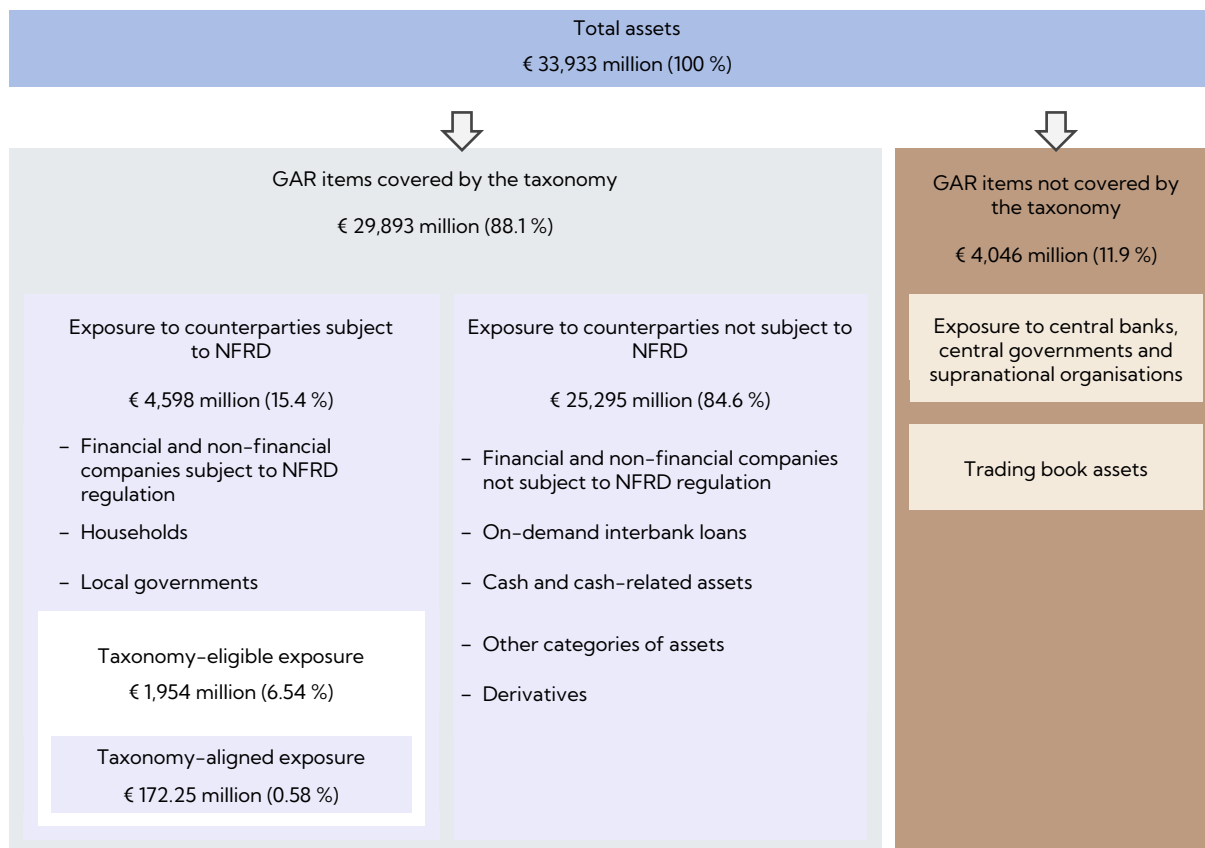 Total assets
€ 33,933 million (100 %)
GAR items covered by the taxonomy
€ 29,893 million (88.1 %)
GAR items not covered by
the taxonomy
€ 4,046 million (11.9 %)
Exposure to counterparties subject
to NFRD
€ 4,598 million (15.4 %)
– Financial and non-financial
companies subject to NFRD
regulation
– Households
– Local governments
Taxonomy-eligible exposure
€ 1,954 million (6.54 %)
Taxonomy-aligned exposure
€ 172.25 million (0.58 %)
Exposure to counterparties not subject to
NFRD
€ 25,295 million (84.6 %)
– Financial and non-financial companies
not subject to NFRD regulation
– On-demand interbank loans
– Cash and cash-related assets
– Other categories of assets
– Derivatives
Exposure to central banks,
central governments and
supranational organisations
Trading book assets